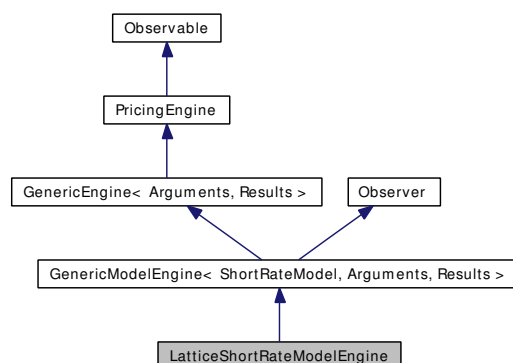 Observable
PricingEngine
GenericEngine< Arguments, Results >
Observer
GenericModelEngine< ShortRateModel, Arguments, Results >
LatticeShortRateModelEngine